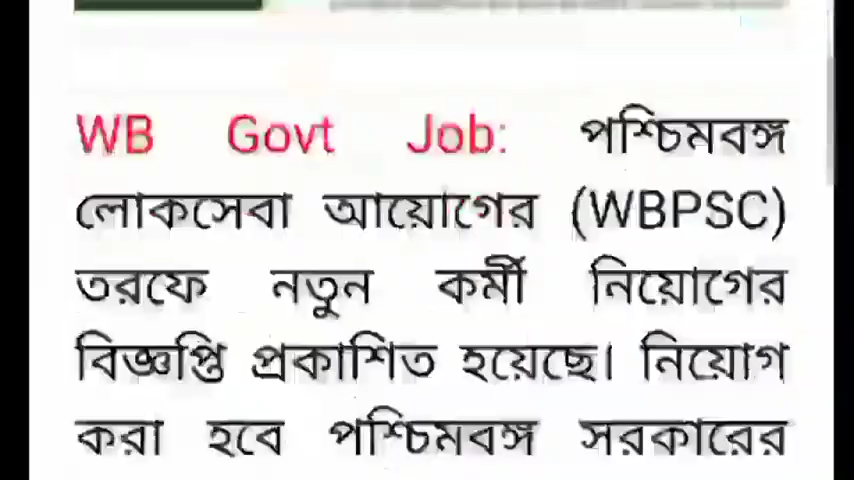 WB Govt Job: পশ্চিমবঙ্গ
লোকসেবা আয়োগের (WBPSC)
তরফে নতুন কর্মী নিয়োগের
বিজ্ঞপ্তি প্রকাশিত হয়েছে। নিয়োগ
করা হবে পশ্চিমবঙ্গ সরকারের